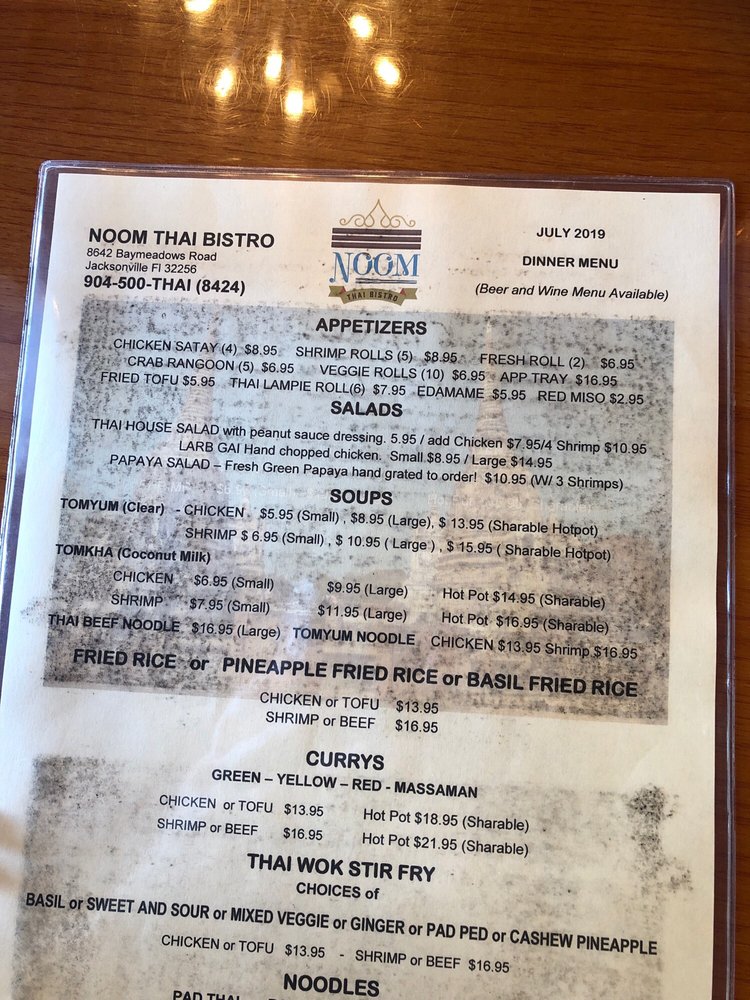 NOOM THAI BISTRO
8642 Baymeadows Road
Jacksonville Fl 32256
904-500-THAI (8424)
NOOM
THAI BISTRO
JULY 2019
DINNER MENU
(Beer and Wine Menu Available)
APPETIZERS
CHICKEN SATAY (4) $8.95 SHRIMP ROLLS (5) $8.95 FRESH ROLL (2) $6.95
CRAB RANGOON (5) $6.95 VEGGIE ROLLS (10) $6.95 APP TRAY $16.95
FRIED TOFU $5.95 THAI LAMPIE ROLL(6) $7.95 EDAMAME $5.95 RED MISO $2.95
SALADS
THAI HOUSE SALAD with peanut sauce dressing. 5.95 / add Chicken $7.95/4 Shrimp $10.95
LARB GAI Hand chopped chicken. Small $8.95 / Large $14.95
PAPAYA SALAD – Fresh Green Papaya hand grated to order! $10.95 (W/ 3 Shrimps)
SOUPS
TOMYUM (Clear) - CHICKEN $5.95 (Small) , $8.95 (Large), $ 13.95 (Sharable Hotpot)
SHRIMP $ 6.95 (Small) , $ 10.95 ( Large ) , $ 15.95 ( Sharable Hotpot)
TOMKHA (Coconut Milk)
CHICKEN $6.95 (Small) $9.95 (Large) Hot Pot $14.95 (Sharable)
SHRIMP $7.95 (Small) $11.95 (Large) Hot Pot $16.95 (Sharable)
THAI BEEF NOODLE $16.95 (Large) TOMYUM NOODLE CHICKEN $13.95 Shrimp $16.95
FRIED RICE or PINEAPPLE FRIED RICE or BASIL FRIED RICE
CHICKEN or TOFU $13.95
SHRIMP or BEEF $16.95
CURRYS
GREEN – YELLOW – RED - MASSAMAN
CHICKEN or TOFU $13.95 Hot Pot $18.95 (Sharable)
SHRIMP or BEEF $16.95 Hot Pot $21.95 (Sharable)
THAI WOK STIR FRY
CHOICES of
BASIL or SWEET AND SOUR or MIXED VEGGIE or GINGER or PAD PED or CASHEW PINEAPPLE
CHICKEN or TOFU $13.95 - SHRIMP or BEEF $16.95
NOODLES
PAD THAI